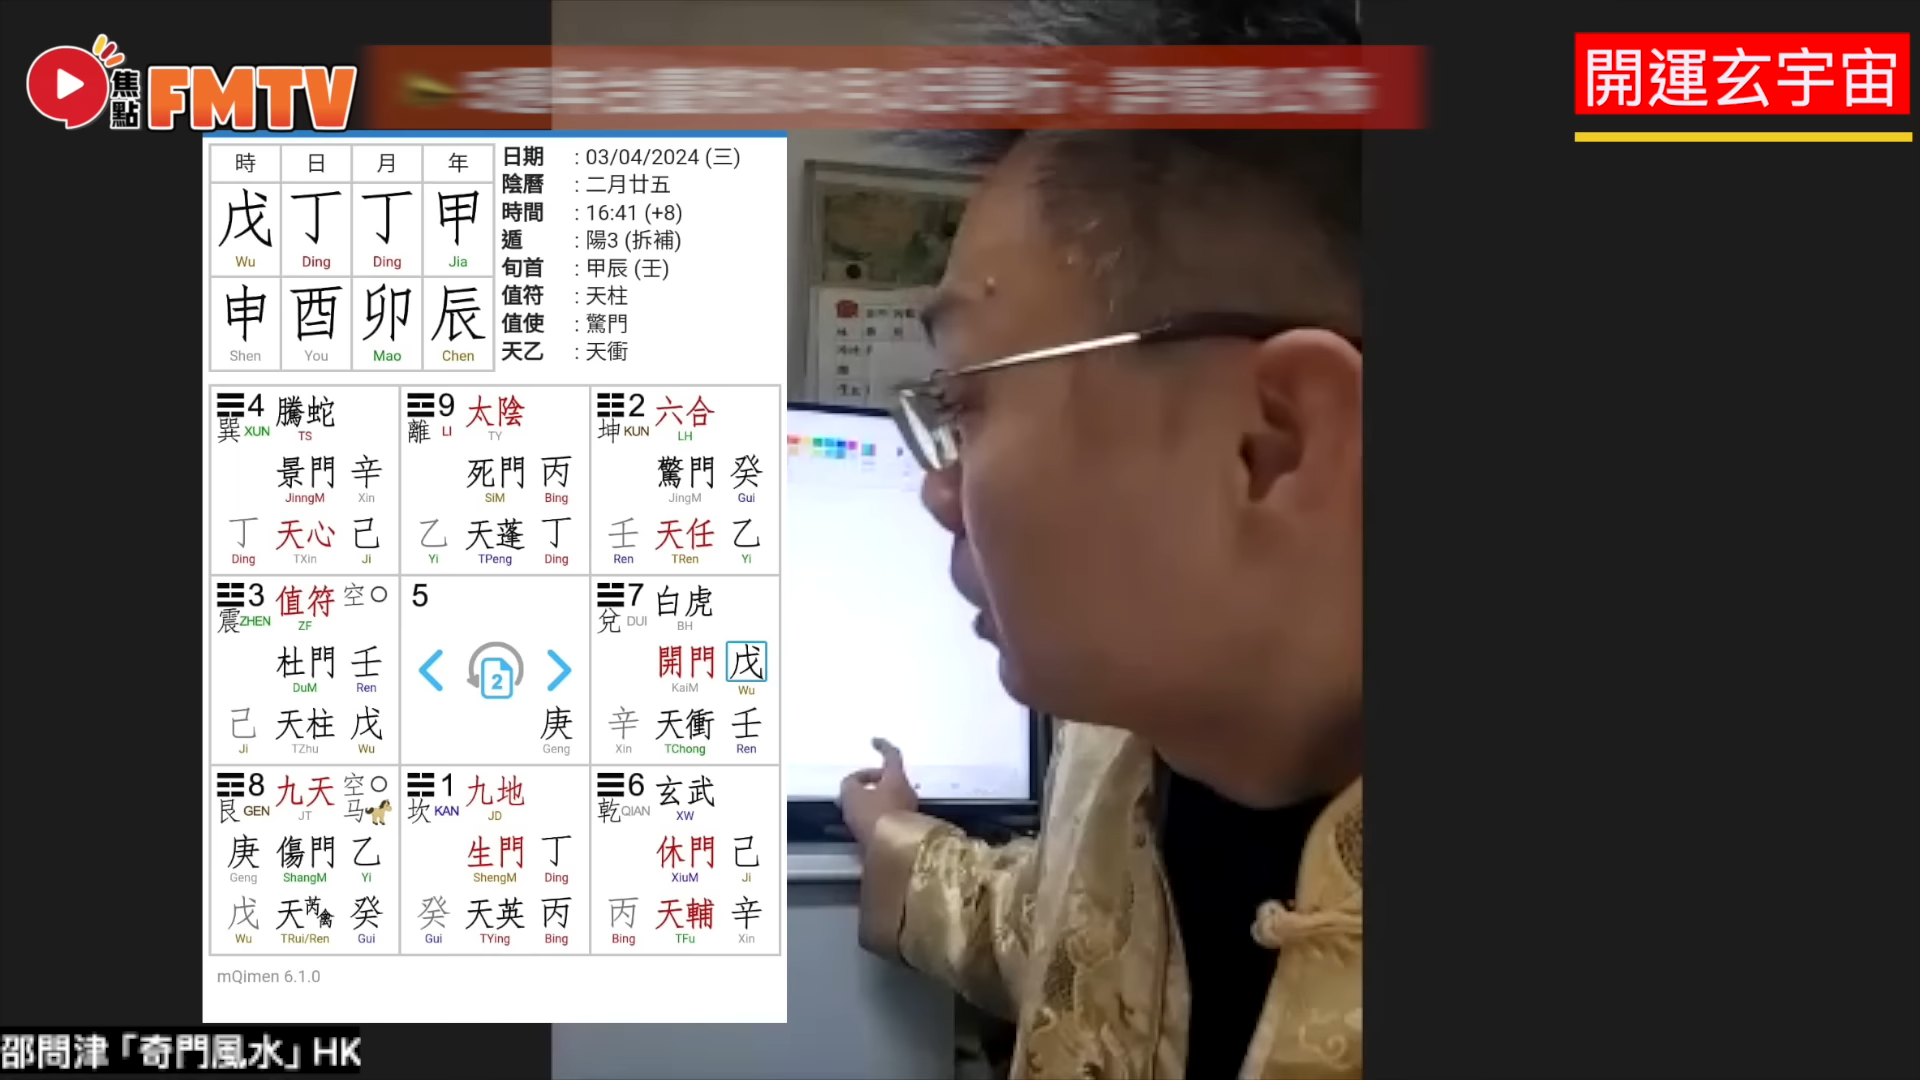 焦點 FMTV
開運玄宇宙
時 日 月 年
戊 丁 丁 甲
Wu Ding Ding Jia
申 酉 卯 辰
Shen You Mao Chen
日期 : 03/04/2024 (三)
陰曆 : 二月廿五
時間 : 16:41 (+8)
遁 : 陽3 (拆補)
旬首 : 甲辰 (壬)
值符 : 天柱
值使 : 驚門
天乙 : 天衝
4 騰蛇
巽 XUN TS
景門 辛
JinngM Xin
丁 天心 己
Ding TXin Ji
9 太陰
離 LI TY
死門 丙
SiM Bing
乙 天蓬 丁
Yi TPeng Ding
2 六合
坤 KUN LH
驚門 癸
JingM Gui
壬 天任 乙
Ren TRen Yi
3 值符 空
震 ZHEN ZF
杜門 壬
DuM Ren
己 天柱 戊
Ji TZhu Wu
5
2
庚
Geng
7 白虎
兌 DUI BH
開門 戊
KaiM Wu
辛 天衝 壬
Xin TChong Ren
8 九天 空
艮 GEN JT 马
庚 傷門 乙
Geng ShangM Yi
戊 天芮禽 癸
Wu TRui/Ren Gui
1 九地
坎 KAN JD
生門 丁
ShengM Ding
癸 天英 丙
Gui TYing Bing
6 玄武
乾 QIAN XW
休門 己
XiuM Ji
丙 天輔 辛
Bing TFu Xin
mQimen 6.1.0
邵問津「奇門風水」HK